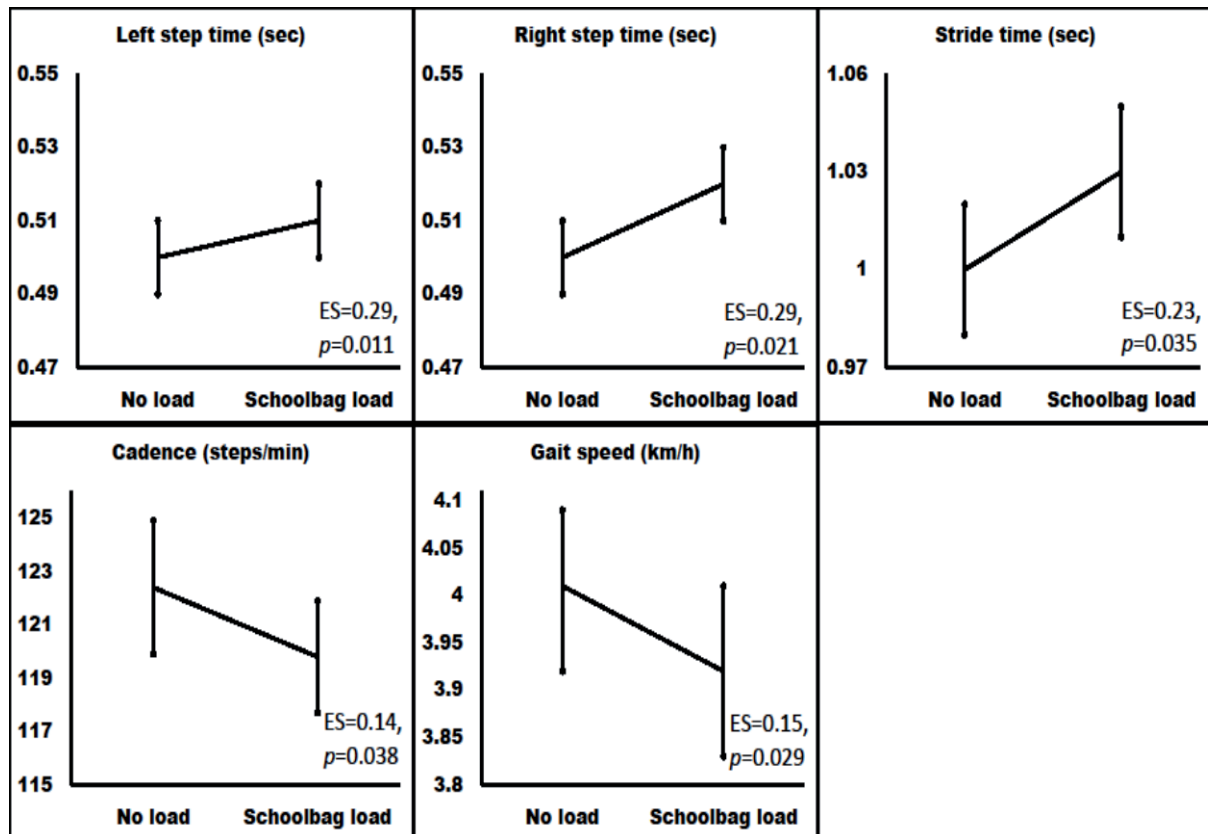 Left step time (sec)
0.55
0.53
0.51
0.49
0.47
ES=0.29,
p=0.011
No load Schoolbag load
Right step time (sec)
0.55
0.53
0.51
0.49
0.47
ES=0.29,
p=0.021
No load Schoolbag load
Stride time (sec)
1.06
1.03
1
0.97
ES=0.23,
p=0.035
No load Schoolbag load
Cadence (steps/min)
125
123
121
119
117
115
ES=0.14,
p=0.038
No load Schoolbag load
Gait speed (km/h)
4.1
4.05
4
3.95
3.9
3.85
3.8
ES=0.15,
p=0.029
No load Schoolbag load